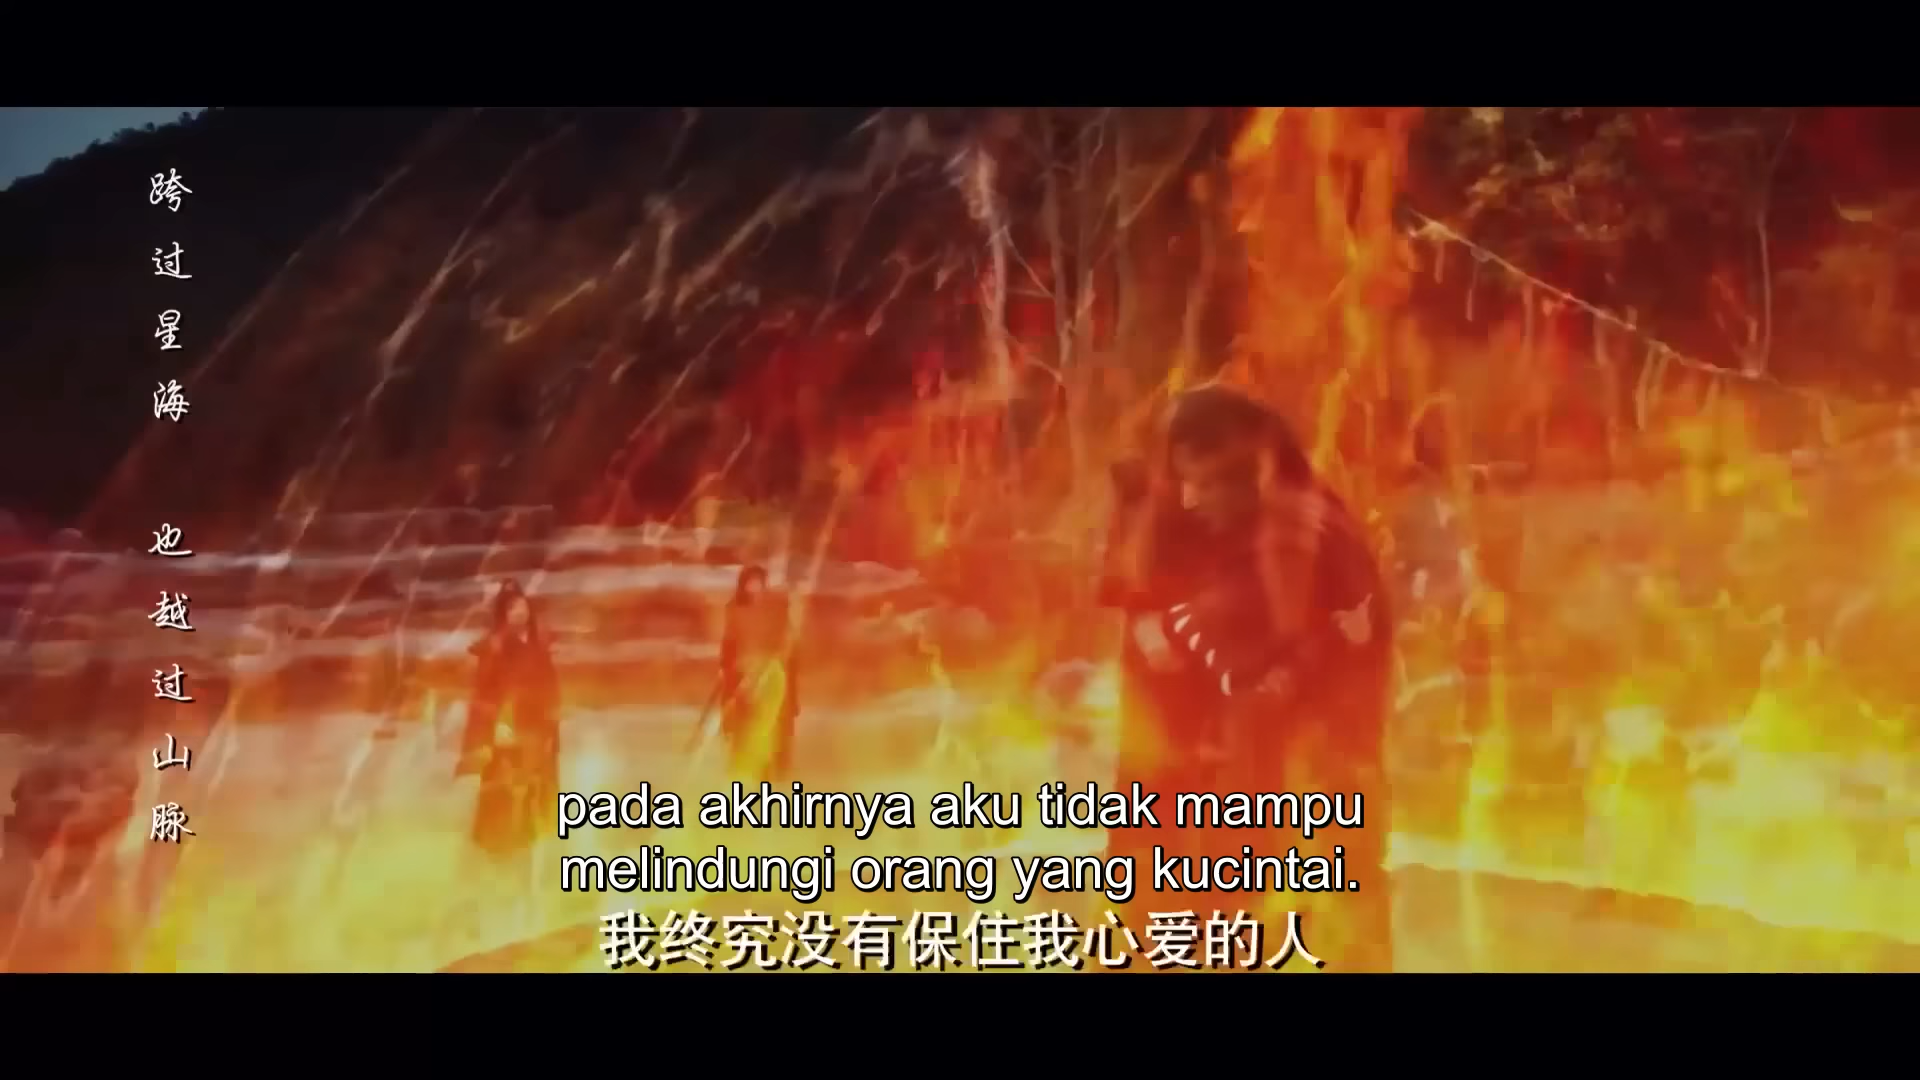 跨过星海 也越过山脉
pada akhirnya aku tidak mampu
melindungi orang yang kucintai.
我终究没有保住我心爱的人